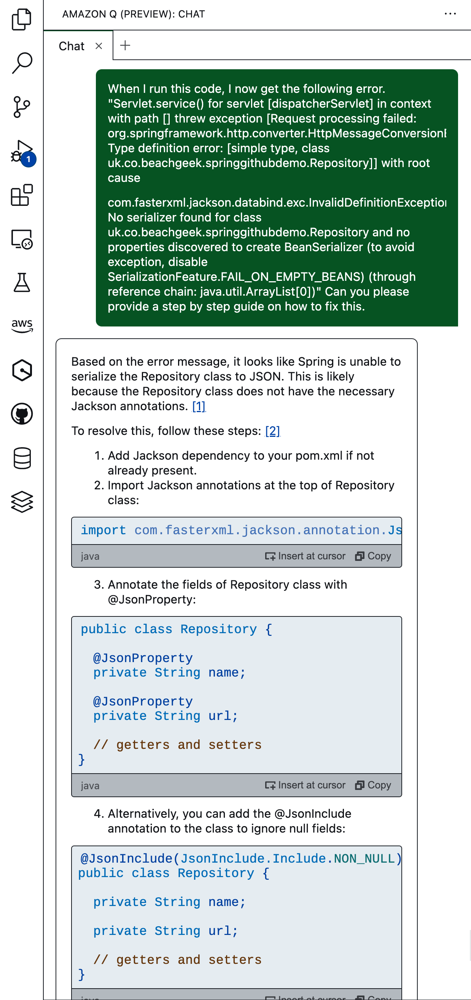 AMAZON Q (PREVIEW): CHAT
Chat
When I run this code, I now get the following error.
"Servlet.service() for servlet [dispatcherServlet] in context
with path [] threw exception [Request processing failed:
org.springframework.http.converter.HttpMessageConversionE
Type definition error: [simple type, class
uk.co.beachgeek.springgithubdemo.Repository]] with root
cause
com.fasterxml.jackson.databind.exc.InvalidDefinitionException
No serializer found for class
uk.co.beachgeek.springgithubdemo.Repository and no
properties discovered to create BeanSerializer (to avoid
exception, disable
SerializationFeature.FAIL_ON_EMPTY_BEANS) (through
reference chain: java.util.ArrayList[0])" Can you please
provide a step by step guide on how to fix this.
1
aws
Based on the error message, it looks like Spring is unable to
serialize the Repository class to JSON. This is likely
because the Repository class does not have the necessary
Jackson annotations. [1]
To resolve this, follow these steps: [2]
1. Add Jackson dependency to your pom.xml if not
already present.
2. Import Jackson annotations at the top of Repository
class:
import com.fasterxml.jackson.annotation.Js
java Insert at cursor Copy
3. Annotate the fields of Repository class with
@JsonProperty:
public class Repository {
@JsonProperty
private String name;
@JsonProperty
private String url;
// getters and setters
}
java Insert at cursor Copy
4. Alternatively, you can add the @JsonInclude
annotation to the class to ignore null fields:
@JsonInclude(JsonInclude.Include.NON_NULL)
public class Repository {
private String name;
private String url;
// getters and setters
}
java Insert at cursor Copy